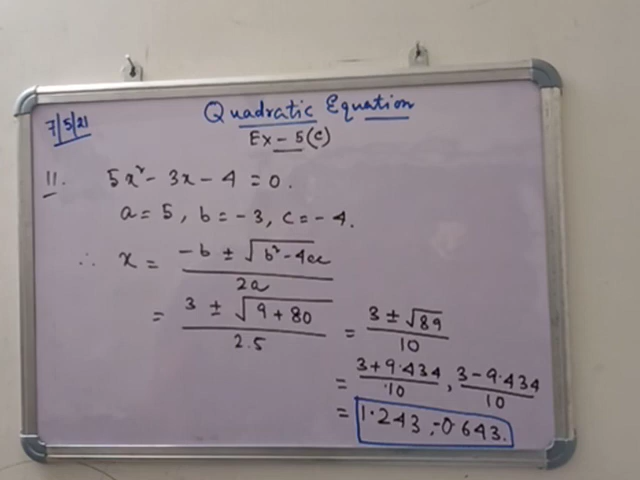 Quadratic Equation
7/5/21
Ex - 5(c)
11. 5x² - 3x - 4 = 0.
a = 5, b = -3, c = -4.
∴ x = (-b ± √(b² - 4ac)) / 2a
= (3 ± √(9 + 80)) / 2.5 = (3 ± √89) / 10
= (3 + 9.434) / 10, (3 - 9.434) / 10
= 1.243, -0.643.